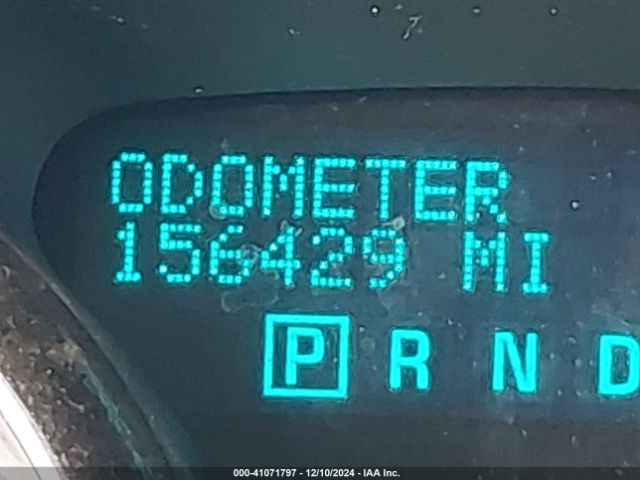 ODOMETER
156429 MI
P R N D
000-41071797 - 12/10/2024 - IAA Inc.